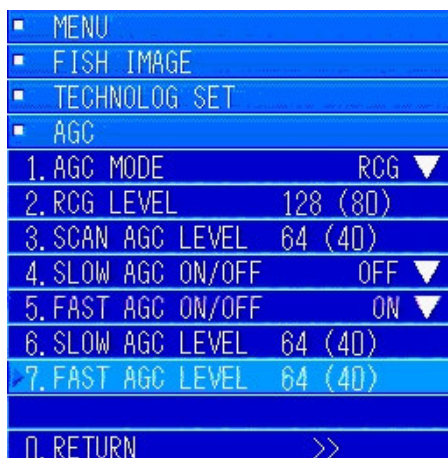 MENU
FISH IMAGE
TECHNOLOG SET
AGC
1. AGC MODE RCG
2. RCG LEVEL 128 (80)
3. SCAN AGC LEVEL 64 (40)
4. SLOW AGC ON/OFF OFF
5. FAST AGC ON/OFF ON
6. SLOW AGC LEVEL 64 (40)
7. FAST AGC LEVEL 64 (40)
0. RETURN >>